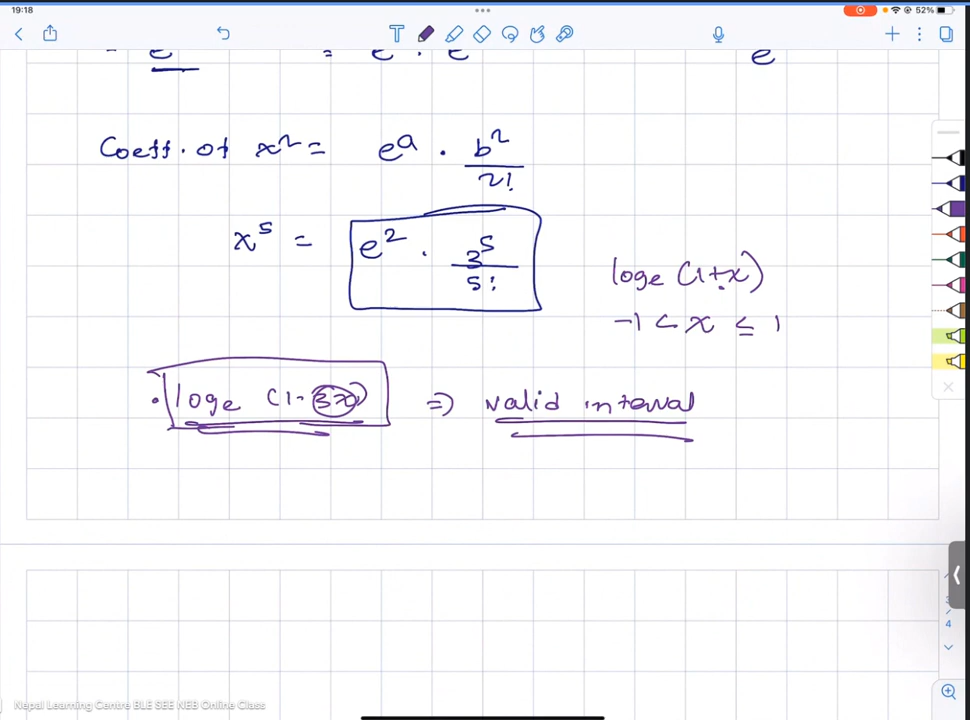 19:18
52%
e = e · e e
Coeff. of x² = eᵃ · b²/2!
x⁵ = e² · 3⁵/5!
loge (1+x)
-1 < x ≤ 1
• loge (1-3x) ⇒ valid interval
4
Nepal Learning Centre BLE SEE NEB Online Class